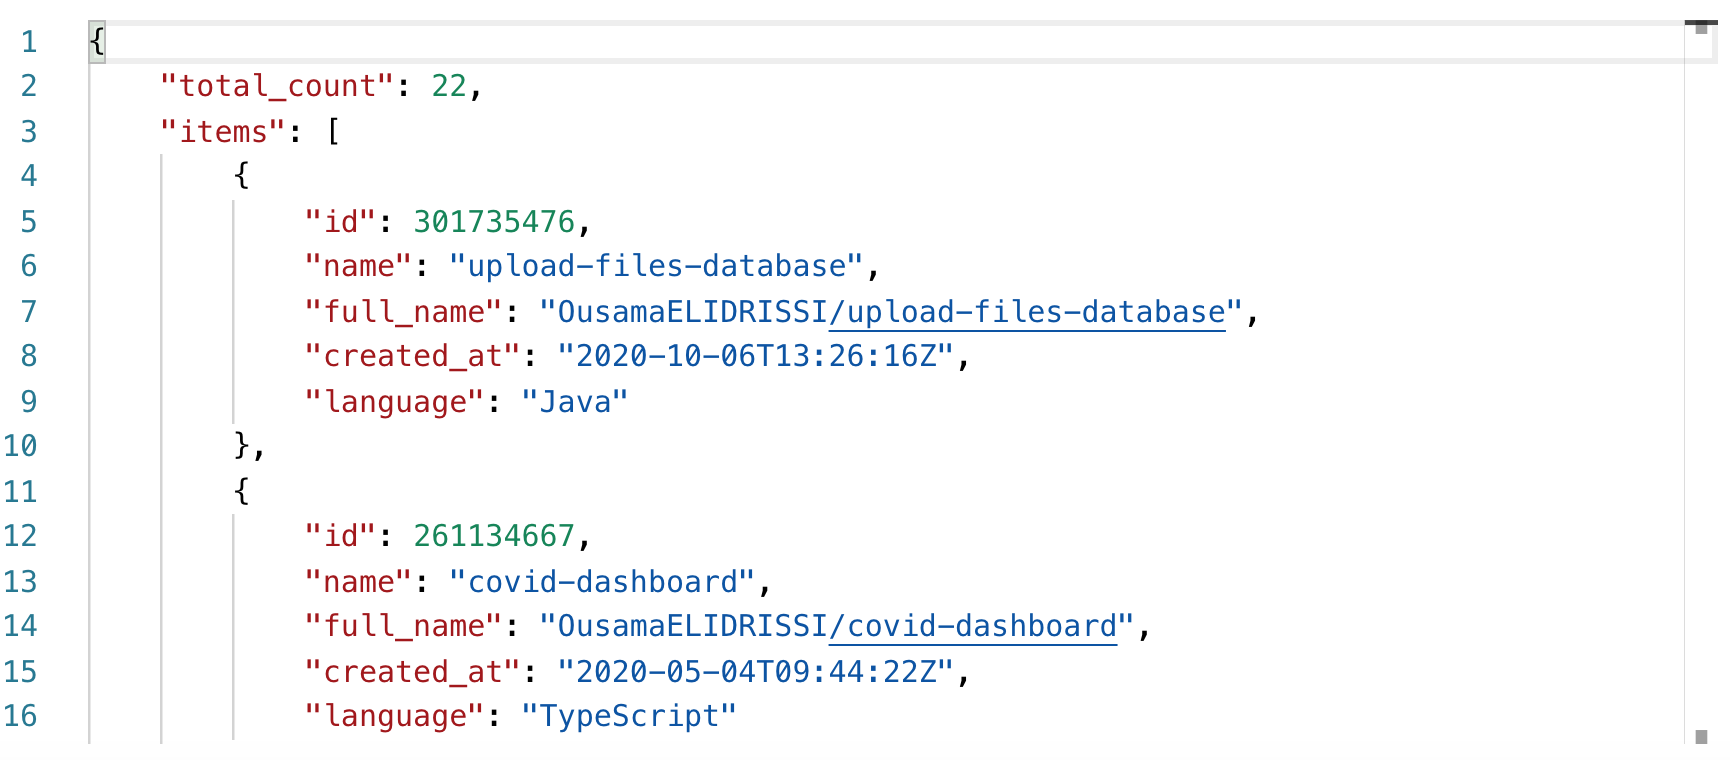 1 {
2 "total_count": 22,
3 "items": [
4 {
5 "id": 301735476,
6 "name": "upload-files-database",
7 "full_name": "OusamaELIDRISSI/upload-files-database",
8 "created_at": "2020-10-06T13:26:16Z",
9 "language": "Java"
10 },
11 {
12 "id": 261134667,
13 "name": "covid-dashboard",
14 "full_name": "OusamaELIDRISSI/covid-dashboard",
15 "created_at": "2020-05-04T09:44:22Z",
16 "language": "TypeScript"